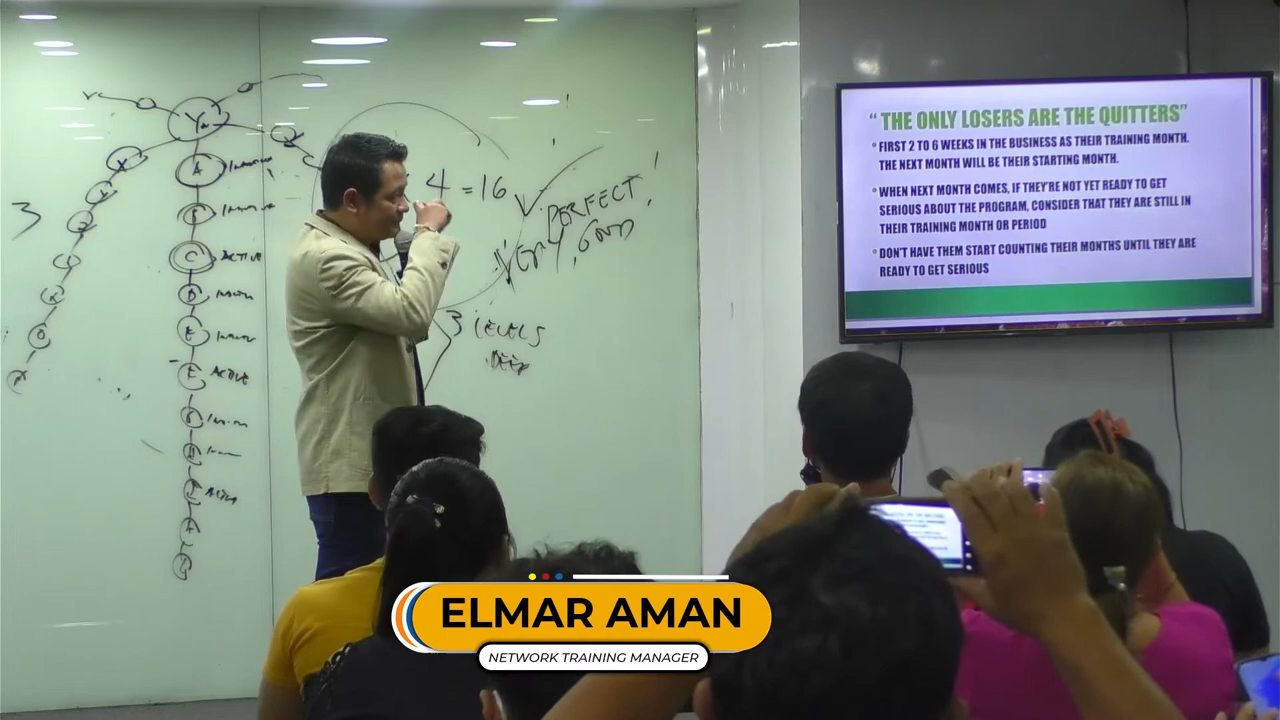 “ THE ONLY LOSERS ARE THE QUITTERS”
• FIRST 2 TO 6 WEEKS IN THE BUSINESS AS THEIR TRAINING MONTH.
THE NEXT MONTH WILL BE THEIR STARTING MONTH.
• WHEN NEXT MONTH COMES, IF THEY'RE NOT YET READY TO GET
SERIOUS ABOUT THE PROGRAM, CONSIDER THAT THEY ARE STILL IN
THEIR TRAINING MONTH OR PERIOD
• DON'T HAVE THEM START COUNTING THEIR MONTHS UNTIL THEY ARE
READY TO GET SERIOUS
4 = 16
PERFECT!
VERY GOOD
3 LEVELS
DEEP
3
A
C ACTIVE
D
E
ACTIVE
ELMAR AMAN
NETWORK TRAINING MANAGER